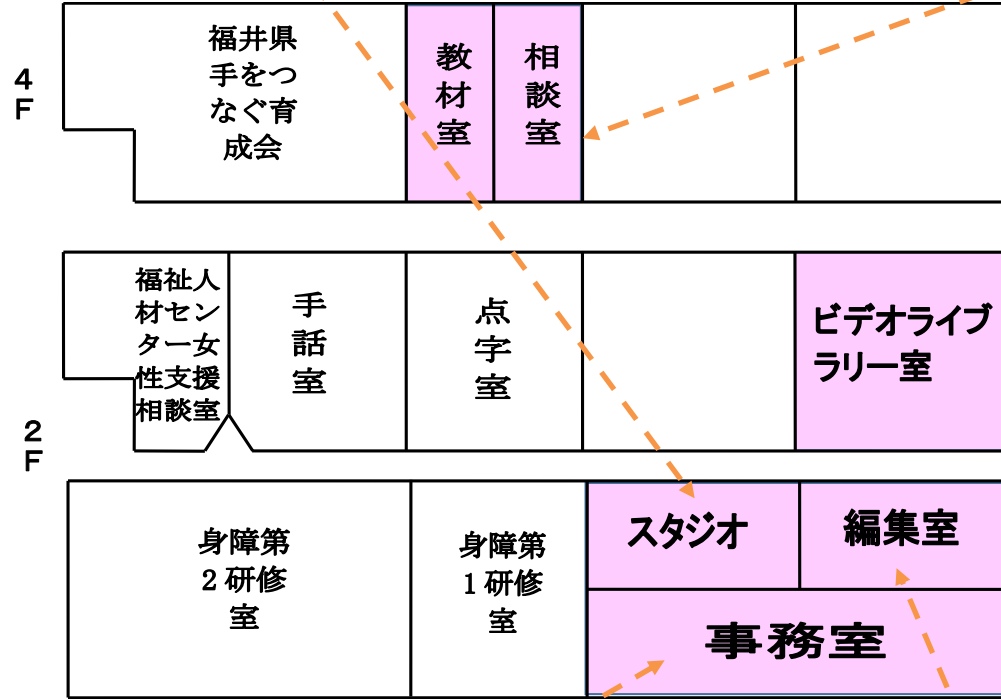 4
F
福井県
手をつ
なぐ育
成会
教
材
室
相
談
室
2
F
福祉人
材セン
ター女
性支援
相談室
手
話
室
点
字
室
ビデオライブ
ラリー室
身障第
2研修
室
身障第
1研修
室
スタジオ
編集室
事務室